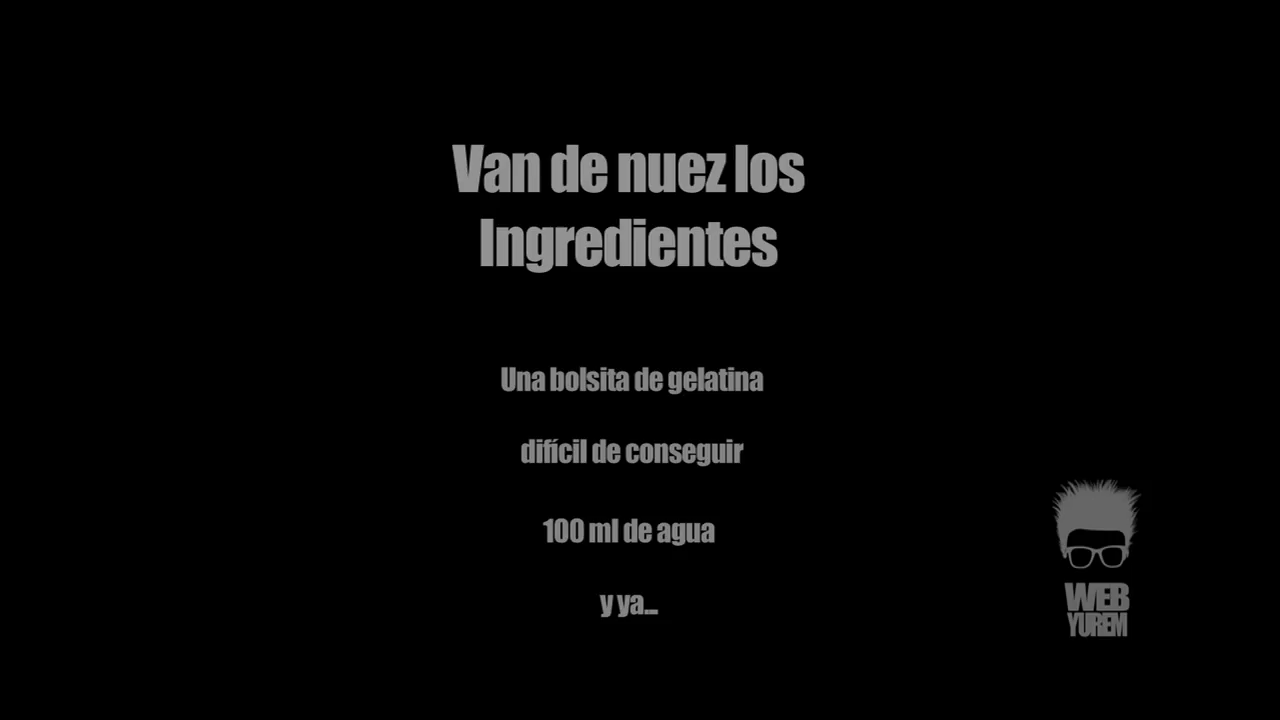 Van de nuez los
Ingredientes
Una bolsita de gelatina
difícil de conseguir
100 ml de agua
y ya...
WEB
YUREM